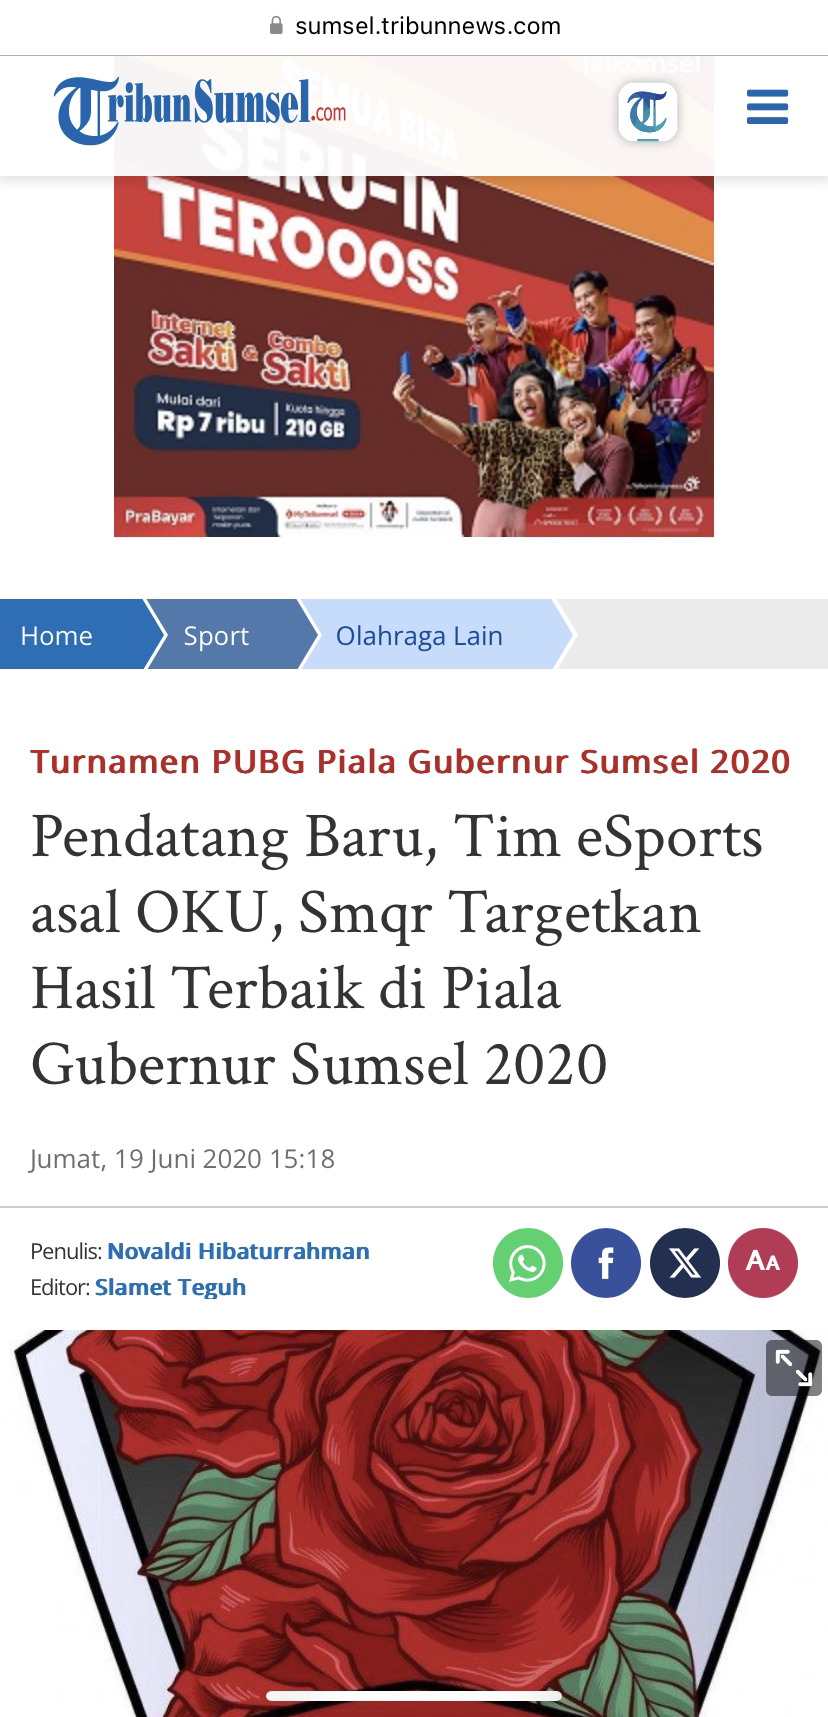 sumsel.tribunnews.com
TribunSumsel.com
SEMUA BISA
Telkomsel
SERU-IN
TEROOOSS
Internet
Sakti & Combo
Sakti
Mulai dari
Rp 7 ribu
Kuota hingga
210 GB
PraBayar
MyTelkomsel
Home
Sport
Olahraga Lain
Turnamen PUBG Piala Gubernur Sumsel 2020
Pendatang Baru, Tim eSports
asal OKU, Smqr Targetkan
Hasil Terbaik di Piala
Gubernur Sumsel 2020
Jumat, 19 Juni 2020 15:18
Penulis: Novaldi Hibaturrahman
Editor: Slamet Teguh
f
X
AA